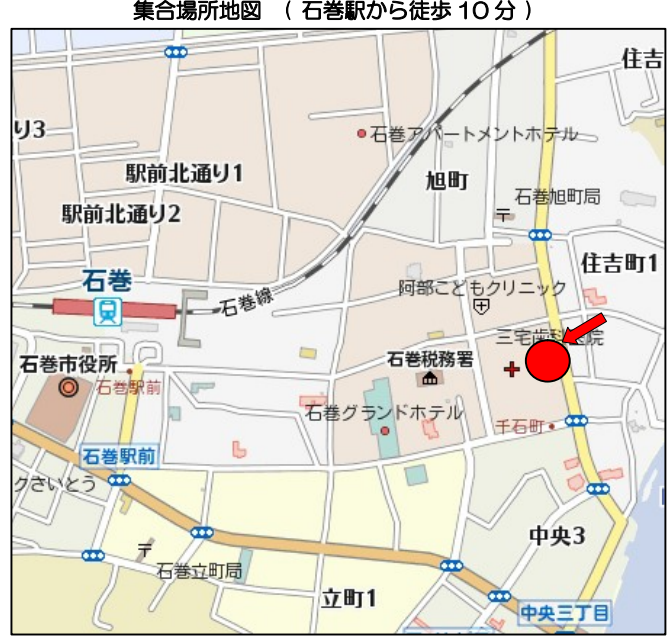 集合場所地図 （ 石巻駅から徒歩 10 分 ）
住吉
り3
石巻アパートメントホテル
駅前北通り1
旭町
石巻旭町局
駅前北通り2
住吉町1
石巻
阿部こどもクリニック
石巻線
三宅歯科医院
石巻税務署
石巻市役所
石巻駅前
石巻グランドホテル
千石町
石巻駅前
クさいとう
中央3
石巻立町局
立町1
中央三丁目